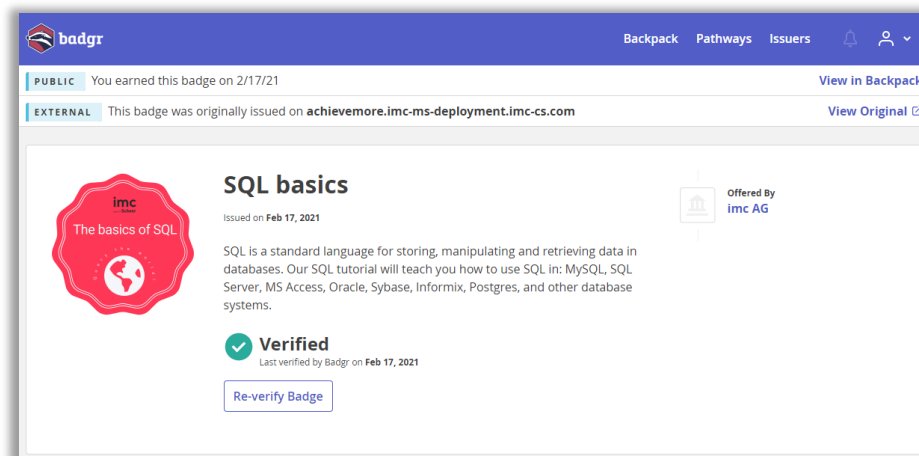 badgr
Backpack Pathways Issuers
PUBLIC You earned this badge on 2/17/21 View in Backpack
EXTERNAL This badge was originally issued on achievemore.imc-ms-deployment.imc-cs.com View Original
SQL basics
Issued on Feb 17, 2021
SQL is a standard language for storing, manipulating and retrieving data in
databases. Our SQL tutorial will teach you how to use SQL in: MySQL, SQL
Server, MS Access, Oracle, Sybase, Informix, Postgres, and other database
systems.
Verified
Last verified by Badgr on Feb 17, 2021
Re-verify Badge
imc
The basics of SQL
Offered By
imc AG